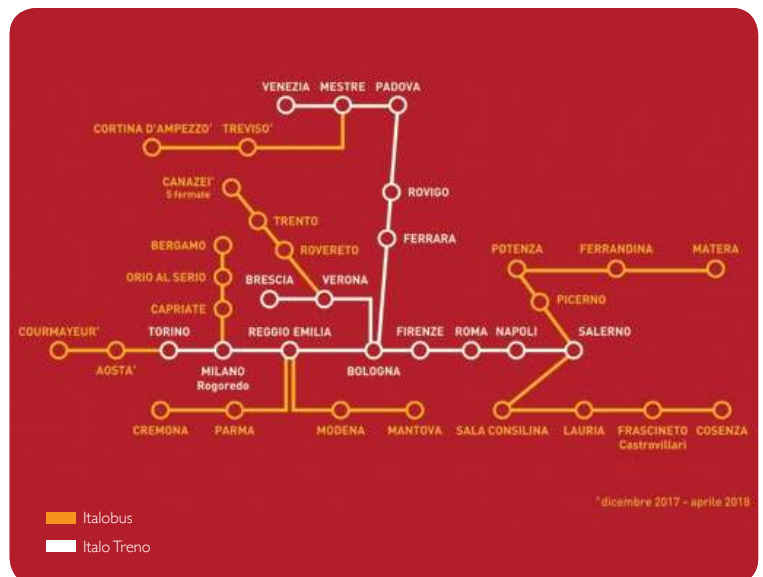 VENEZIA MESTRE PADOVA
CORTINA D'AMPEZZO* TREVISO*
CANAZEI*
5 fermate
ROVIGO
TRENTO
FERRARA
BERGAMO
ROVERETO
POTENZA FERRANDINA MATERA
ORIO AL SERIO
BRESCIA VERONA
CAPRIATE
PICERNO
COURMAYEUR* TORINO REGGIO EMILIA FIRENZE ROMA NAPOLI SALERNO
AOSTA* MILANO BOLOGNA
Rogoredo
CREMONA PARMA MODENA MANTOVA SALA CONSILINA LAURIA FRASCINETO COSENZA
Castrovillari
*dicembre 2017 - aprile 2018
Italobus
Italo Treno